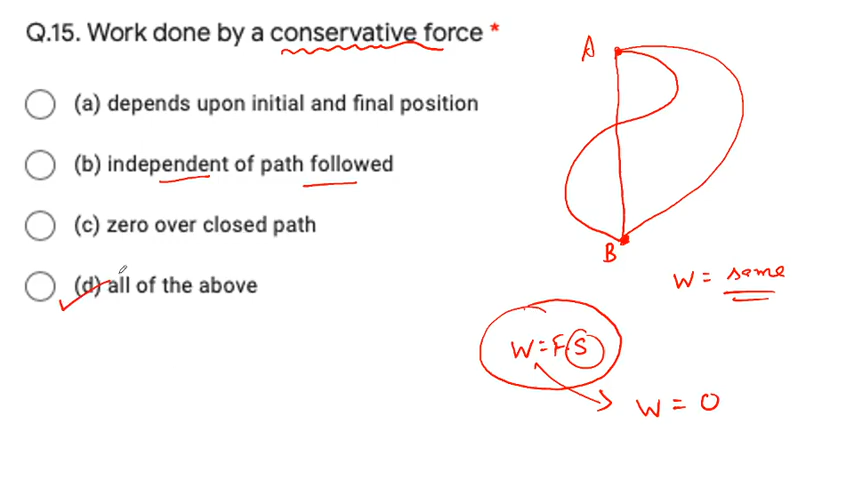 Q.15. Work done by a conservative force *
(a) depends upon initial and final position
(b) independent of path followed
(c) zero over closed path
(d) all of the above
A
B
W = same
W=FS
W = 0